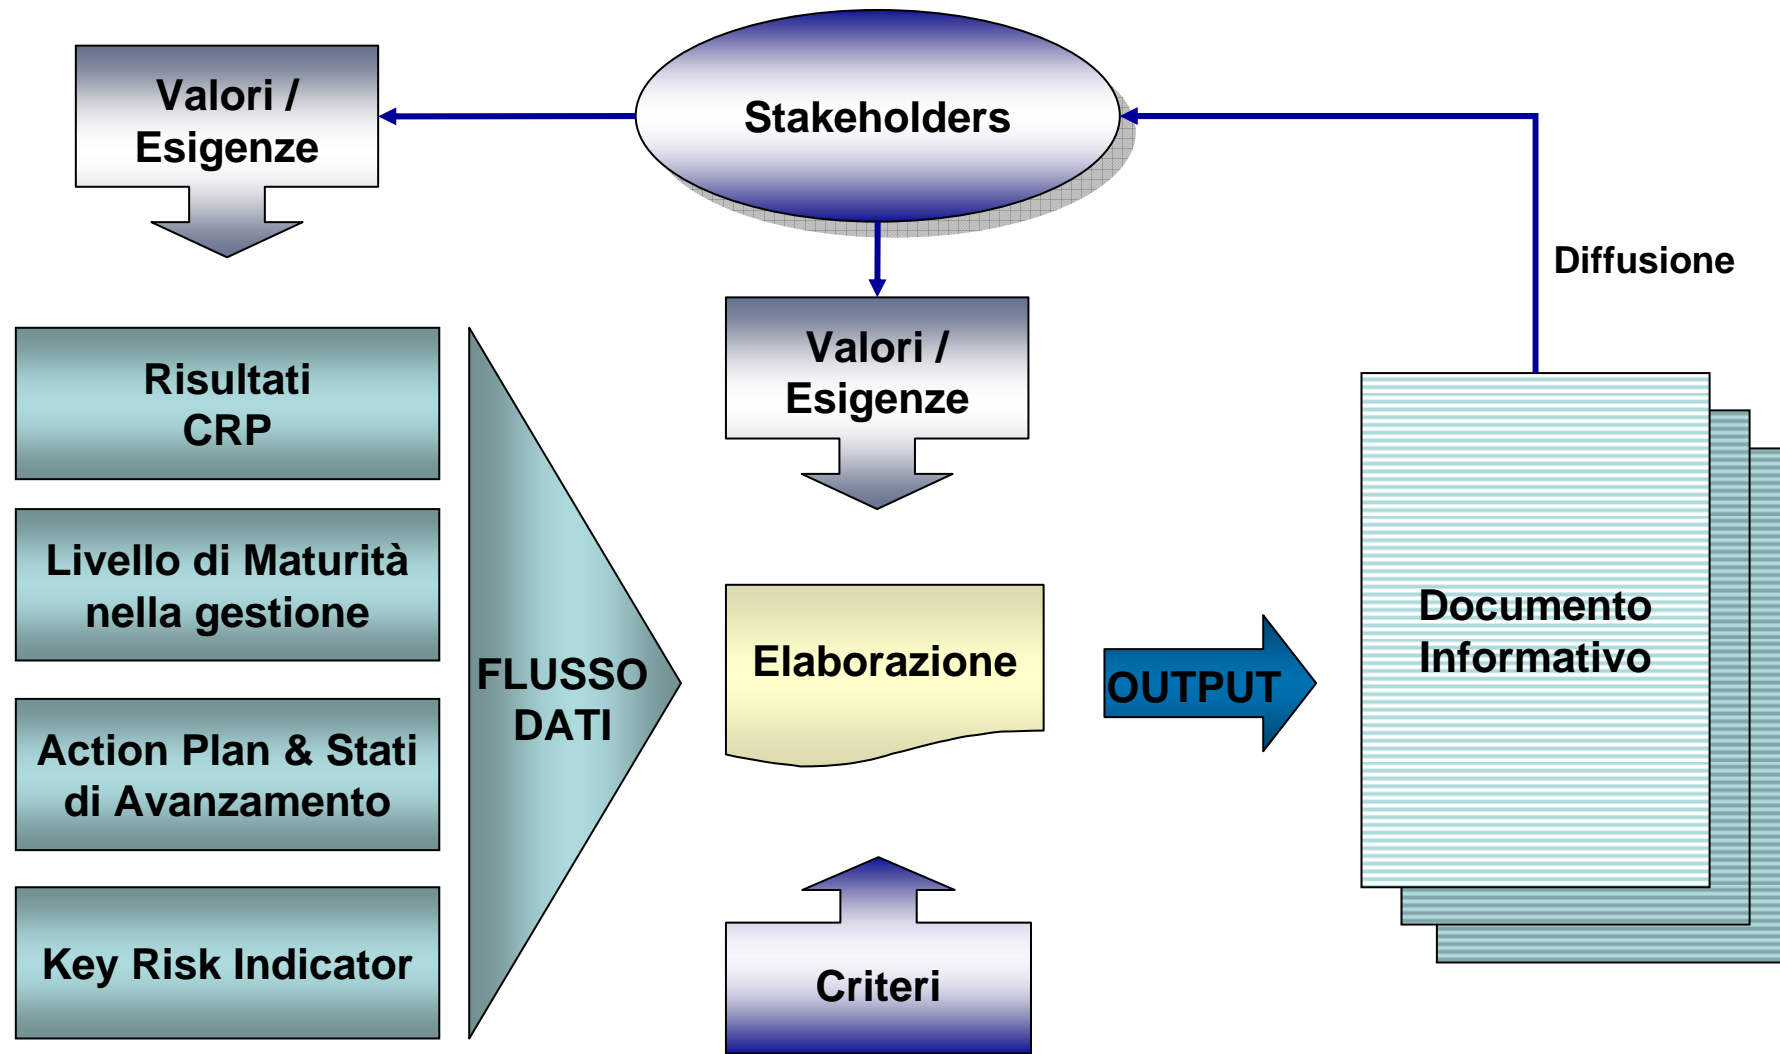 Valori /
Esigenze
Stakeholders
Diffusione
Valori /
Esigenze
Risultati
CRP
Livello di Maturità
nella gestione
Action Plan & Stati
di Avanzamento
Key Risk Indicator
FLUSSO
DATI
Elaborazione
OUTPUT
Documento
Informativo
Criteri